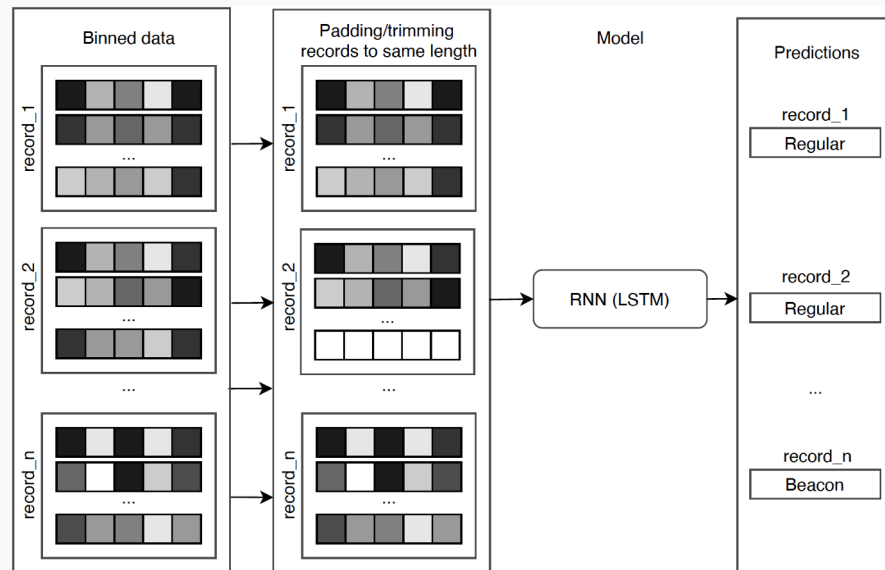 Binned data
record_1
...
record_2
...
...
record_n
...
Padding/trimming
records to same length
record_1
...
record_2
...
...
record_n
...
Model
RNN (LSTM)
Predictions
record_1
Regular
record_2
Regular
...
record_n
Beacon